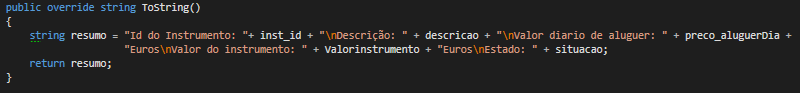 public override string ToString()
{
string resumo = "Id do Instrumento: "+ inst_id + "\nDescrição: " + descricao + "\nValor diario de aluguer: " + preco_aluguerDia +
"Euros\nValor do instrumento: " + Valorinstrumento + "Euros\nEstado: " + situacao;
return resumo;
}